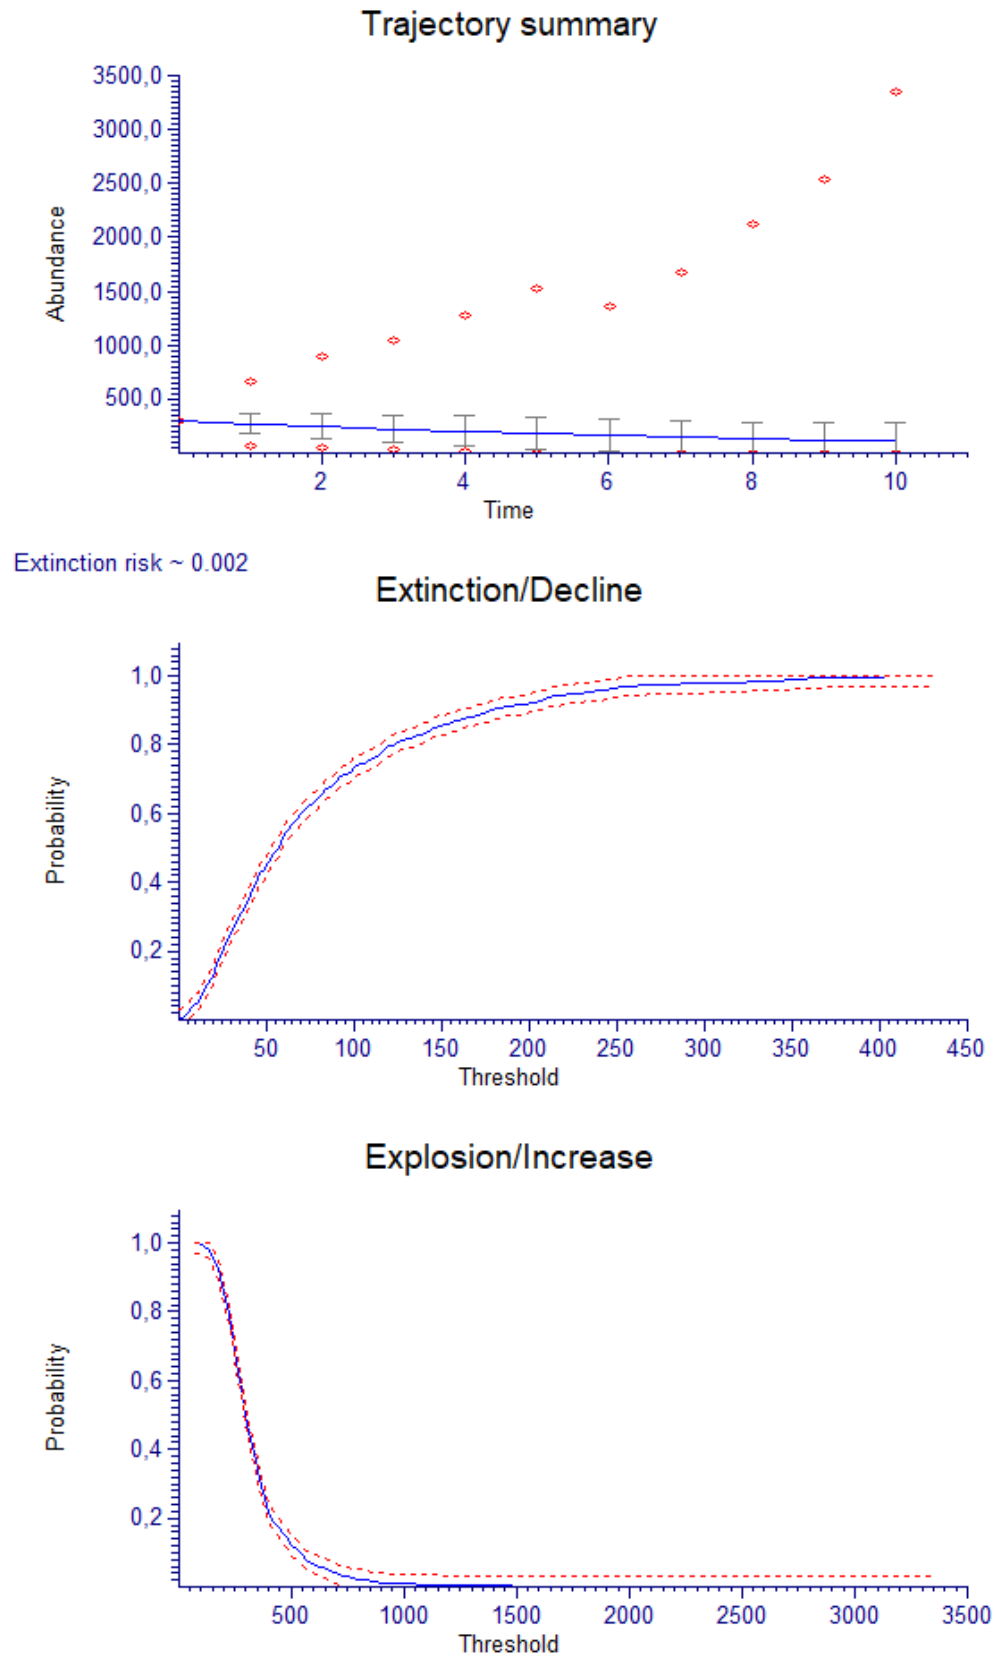 Trajectory summary
3500,0
3000,0
2500,0
2000,0
1500,0
1000,0
500,0
Abundance
2 4 6 8 10
Time
Extinction risk ~ 0.002
Extinction/Decline
1,0
0,8
0,6
0,4
0,2
Probability
50 100 150 200 250 300 350 400 450
Threshold
Explosion/Increase
1,0
0,8
0,6
0,4
0,2
Probability
500 1000 1500 2000 2500 3000 3500
Threshold